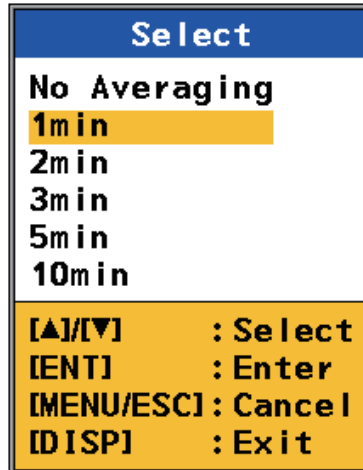 Select
No Averaging
1min
2min
3min
5min
10min
[▲]/[▼] :Select
[ENT] :Enter
[MENU/ESC]:Cancel
[DISP] :Exit